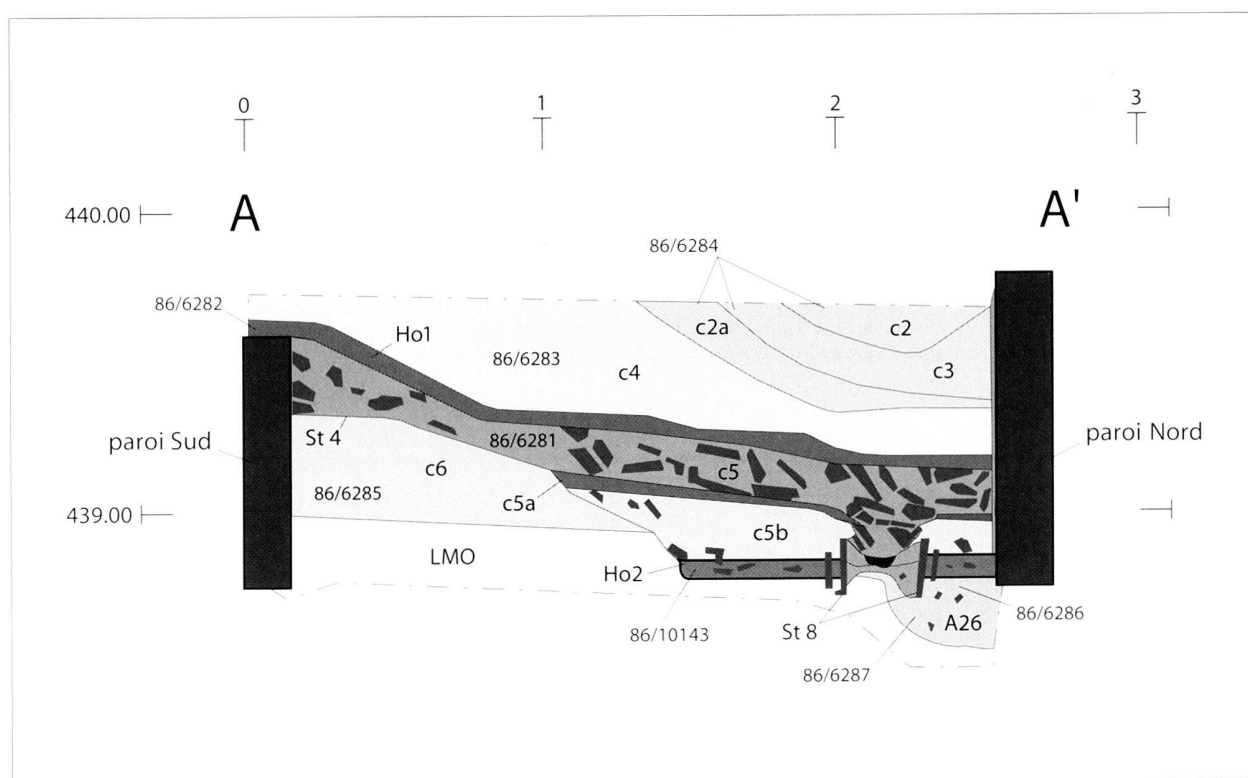 0
1
2
3
440.00
A
A'
86/6284
86/6282
Ho1
c2a
c2
86/6283
c4
c3
paroi Sud
St 4
86/6281
c5
paroi Nord
c6
86/6285
c5a
439.00
c5b
LMO
Ho2
86/10143
St 8
A26
86/6286
86/6287